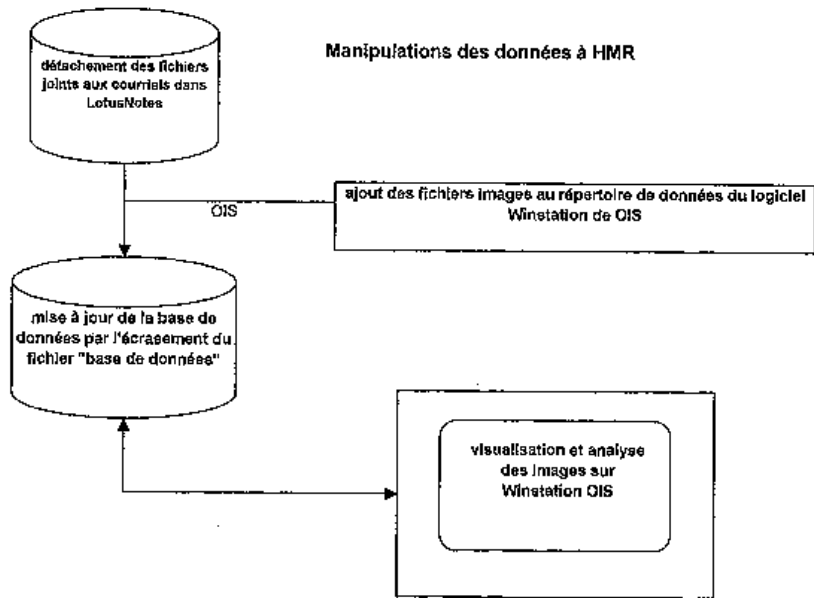 Manipulations des données à HMR
détachement des fichiers
joints aux courriels dans
LotusNotes
OIS
ajout des fichiers images au répertoire de données du logiciel
Winstation de OIS
mise à jour de la base de
données par l'écrasement du
fichier "base de données"
visualisation et analyse
des images sur
Winstation OIS